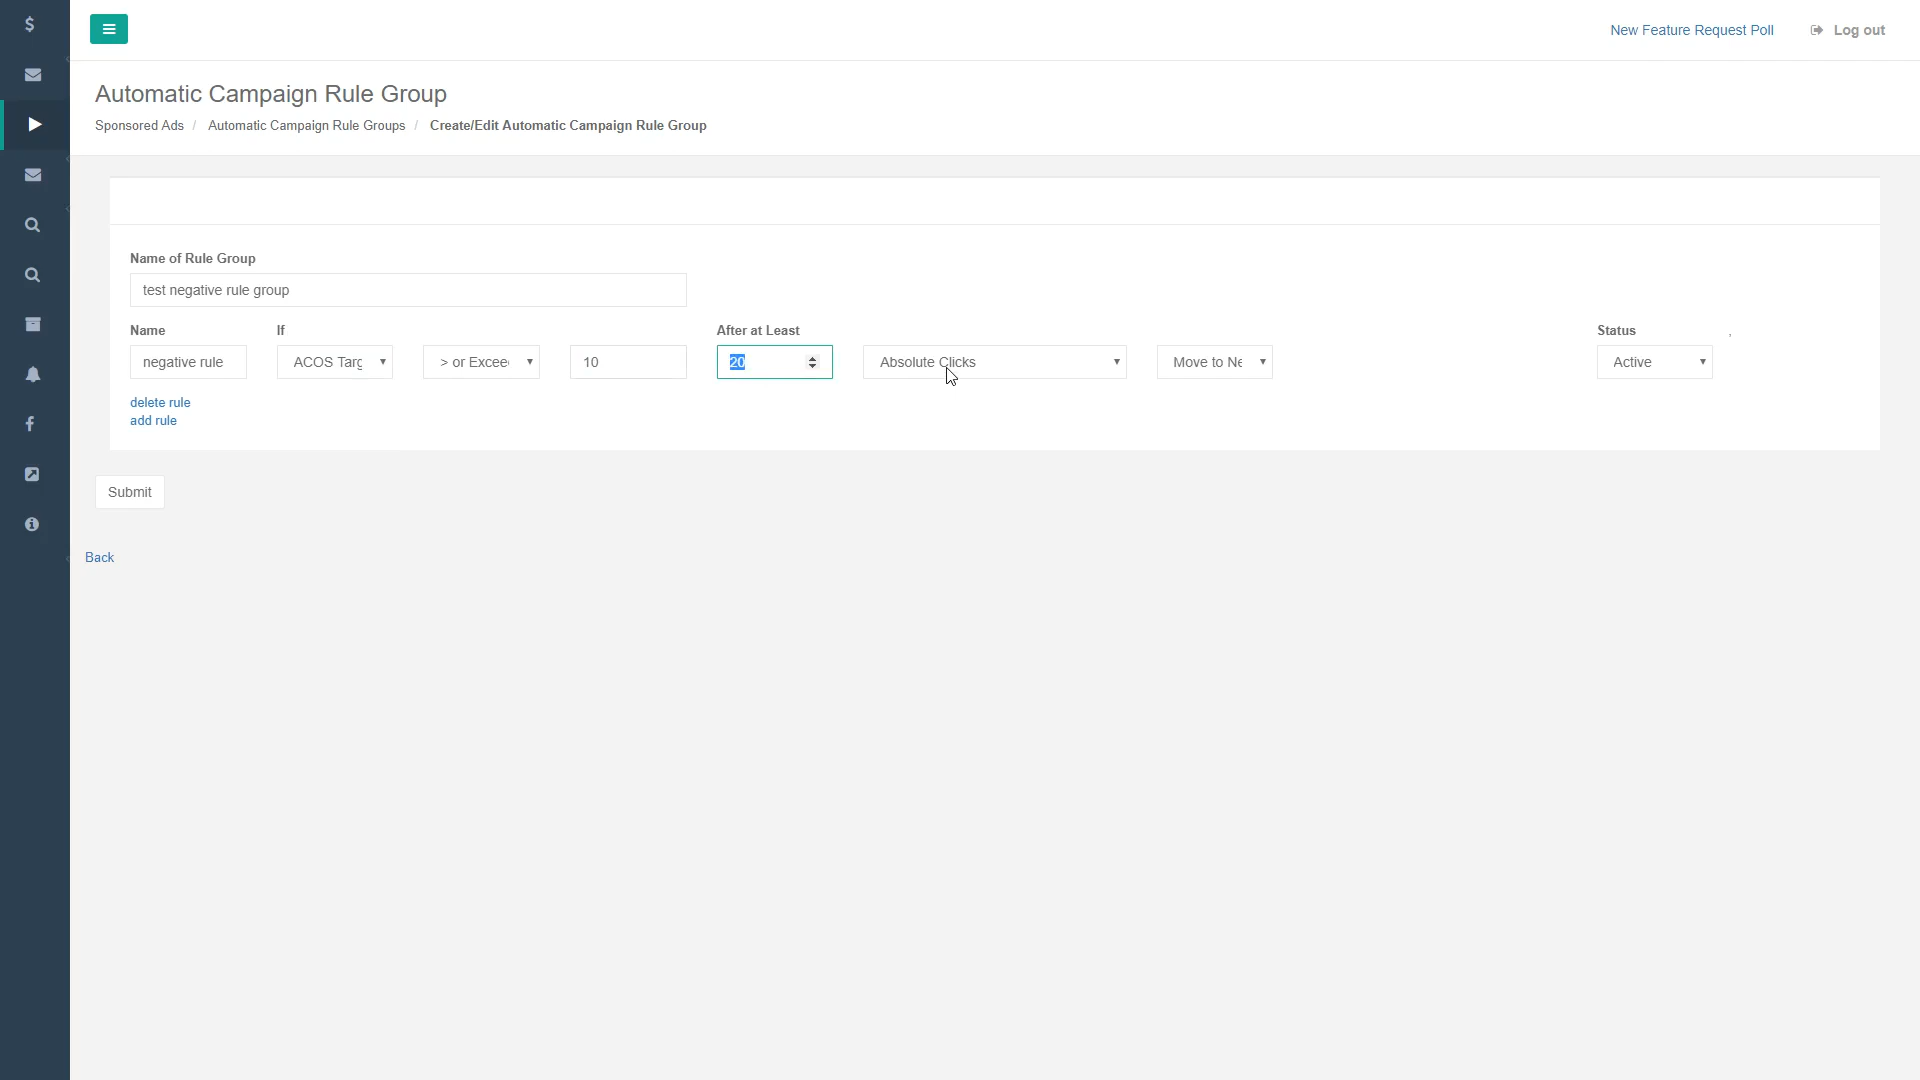 New Feature Request Poll
Log out
Automatic Campaign Rule Group
Sponsored Ads / Automatic Campaign Rule Groups / Create/Edit Automatic Campaign Rule Group
Name of Rule Group
test negative rule group
Name If After at Least Status ,
negative rule ACOS Targ > or Excee 10 20 Absolute Clicks Move to Ne Active
delete rule
add rule
Submit
Back